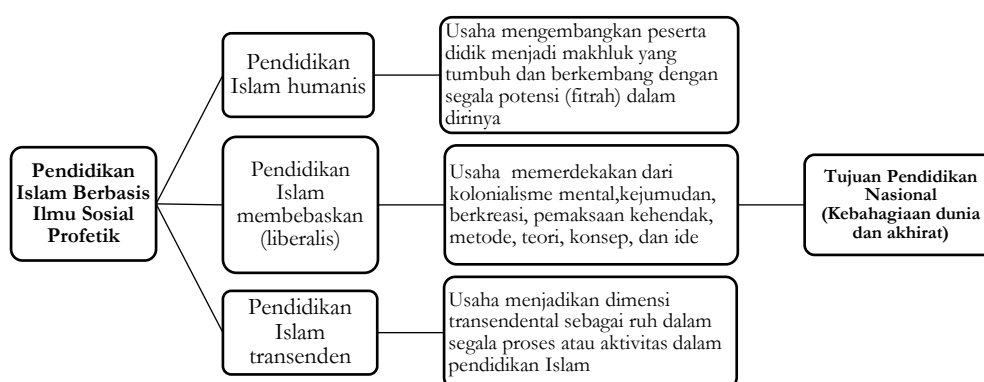 Pendidikan
Islam Berbasis
Ilmu Sosial
Profetik
Pendidikan
Islam humanis
Usaha mengembangkan peserta
didik menjadi makhluk yang
tumbuh dan berkembang dengan
segala potensi (fitrah) dalam
dirinya
Pendidikan
Islam
membebaskan
(liberalis)
Usaha memerdekakan dari
kolonialisme mental,kejumudan,
berkreasi, pemaksaan kehendak,
metode, teori, konsep, dan ide
Pendidikan
Islam
transenden
Usaha menjadikan dimensi
transendental sebagai ruh dalam
segala proses atau aktivitas dalam
pendidikan Islam
Tujuan Pendidikan
Nasional
(Kebahagiaan dunia
dan akhirat)